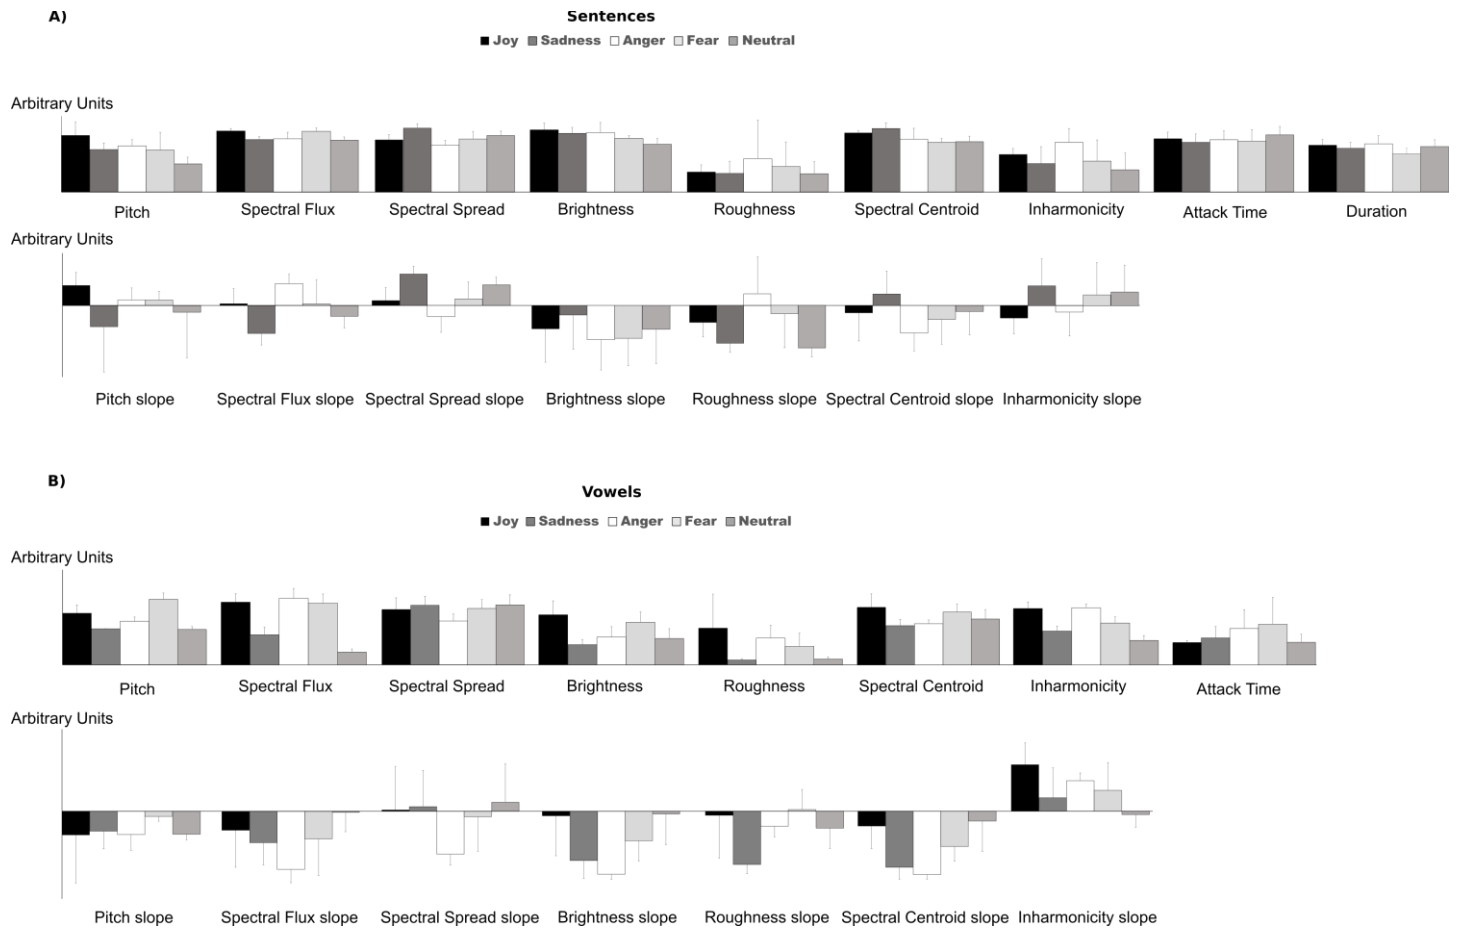 A)
Sentences
Joy Sadness Anger Fear Neutral
Arbitrary Units
Pitch Spectral Flux Spectral Spread Brightness Roughness Spectral Centroid Inharmonicity Attack Time Duration
Arbitrary Units
Pitch slope Spectral Flux slope Spectral Spread slope Brightness slope Roughness slope Spectral Centroid slope Inharmonicity slope
B)
Vowels
Joy Sadness Anger Fear Neutral
Arbitrary Units
Pitch Spectral Flux Spectral Spread Brightness Roughness Spectral Centroid Inharmonicity Attack Time
Arbitrary Units
Pitch slope Spectral Flux slope Spectral Spread slope Brightness slope Roughness slope Spectral Centroid slope Inharmonicity slope